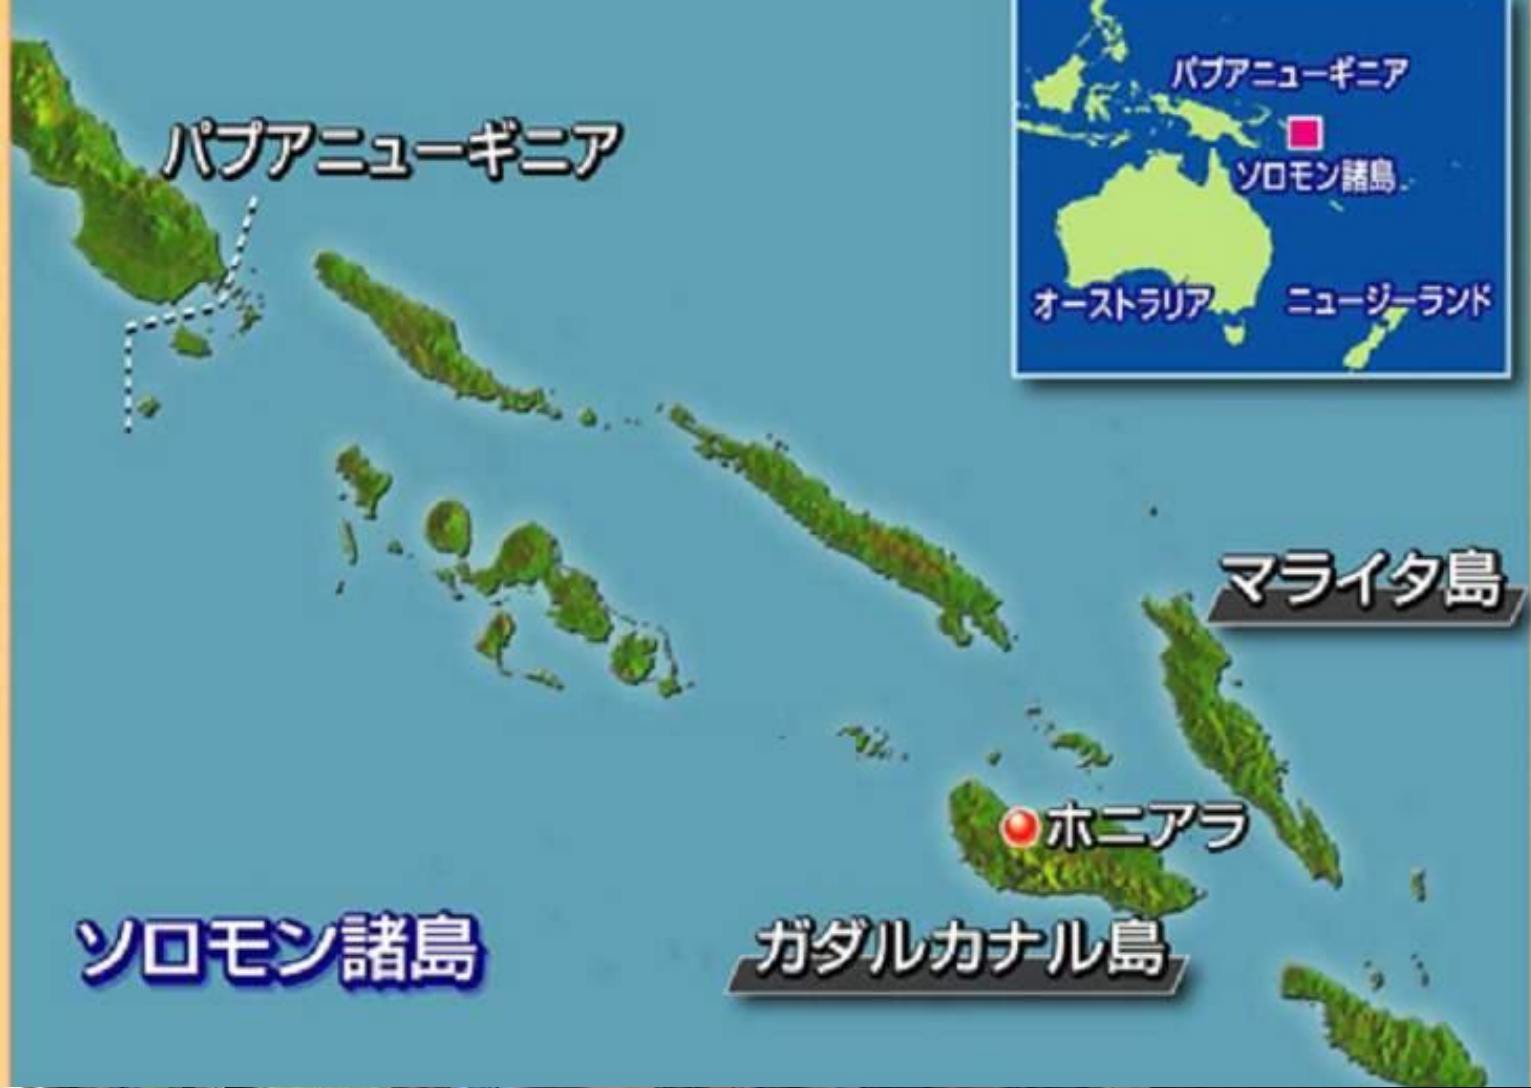 パプアニューギニア
パプアニューギニア
ソロモン諸島
オーストラリア
ニュージーランド
マライタ島
ホニアラ
ガダルカナル島
ソロモン諸島